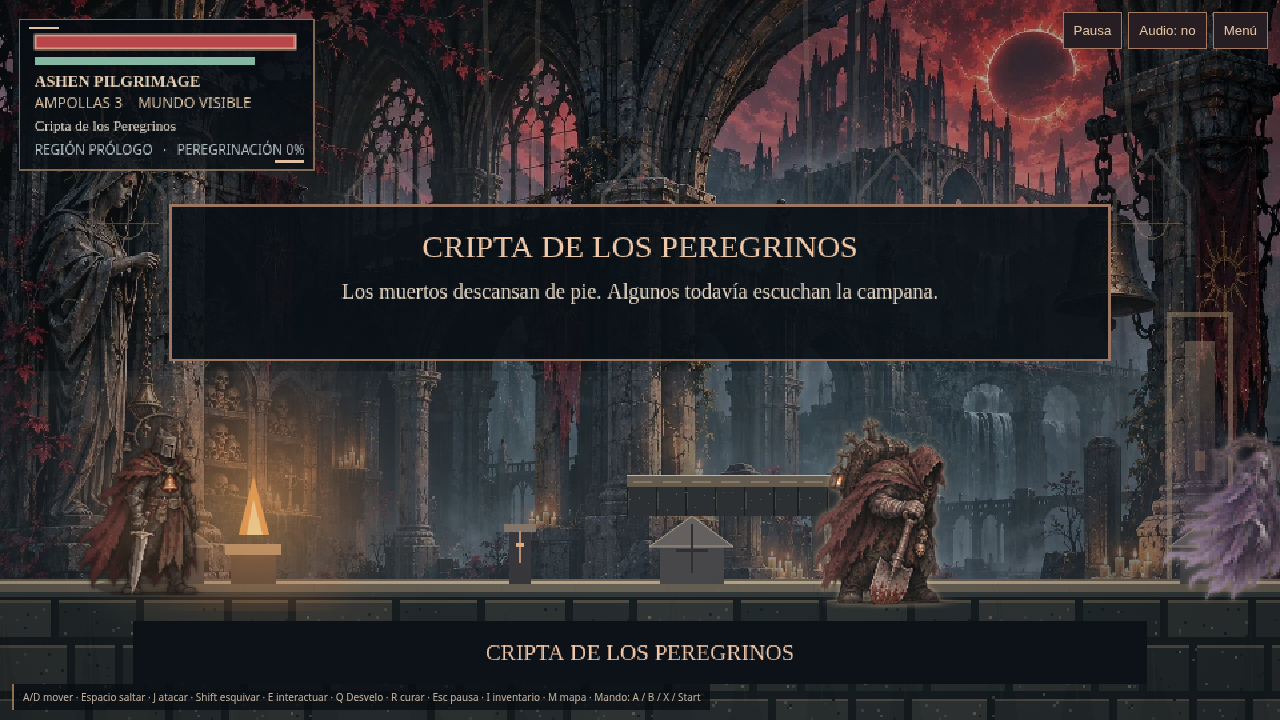 Pausa
Audio: no
Menú
ASHEN PILGRIMAGE
AMPOLLAS 3 MUNDO VISIBLE
Cripta de los Peregrinos
REGIÓN PRÓLOGO · PEREGRINACIÓN 0%
CRIPTA DE LOS PEREGRINOS
Los muertos descansan de pie. Algunos todavía escuchan la campana.
CRIPTA DE LOS PEREGRINOS
A/D mover · Espacio saltar · J atacar · Shift esquivar · E interactuar · Q Desvelo · R curar · Esc pausa · I inventario · M mapa · Mando: A / B / X / Start